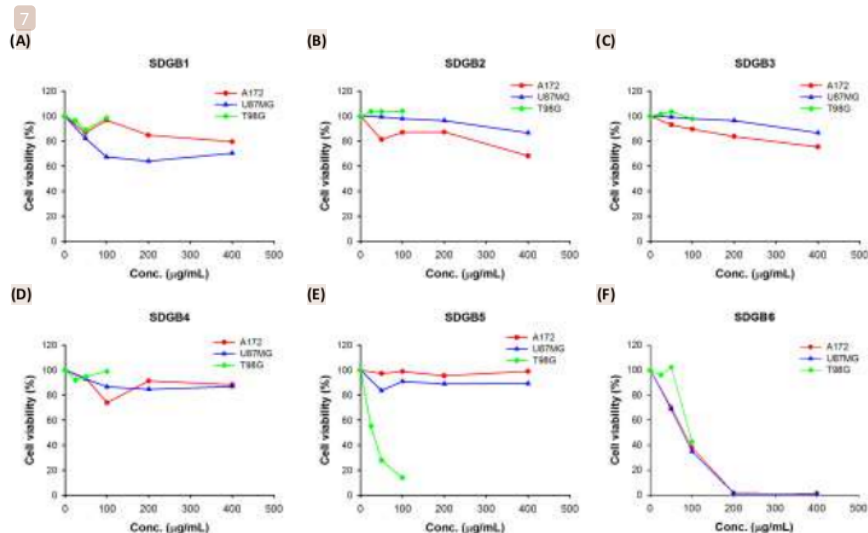 7
(A)
SDGB1
A172
U87MG
T98G
Cell viability (%)
120
100
80
60
40
20
0
0 100 200 300 400 500
Conc. (µg/mL)
(B)
SDGB2
A172
U87MG
T98G
Cell viability (%)
120
100
80
60
40
20
0
0 100 200 300 400 500
Conc. (µg/mL)
(C)
SDGB3
A172
U87MG
T98G
Cell viability (%)
120
100
80
60
40
20
0
0 100 200 300 400 500
Conc. (µg/mL)
(D)
SDGB4
A172
U87MG
T98G
Cell viability (%)
120
100
80
60
40
20
0
0 100 200 300 400 500
Conc. (µg/mL)
(E)
SDGB5
A172
U87MG
T98G
Cell viability (%)
120
100
80
60
40
20
0
0 100 200 300 400 500
Conc. (µg/mL)
(F)
SDGB6
A172
U87MG
T98G
Cell viability (%)
120
100
80
60
40
20
0
0 100 200 300 400 500
Conc. (µg/mL)